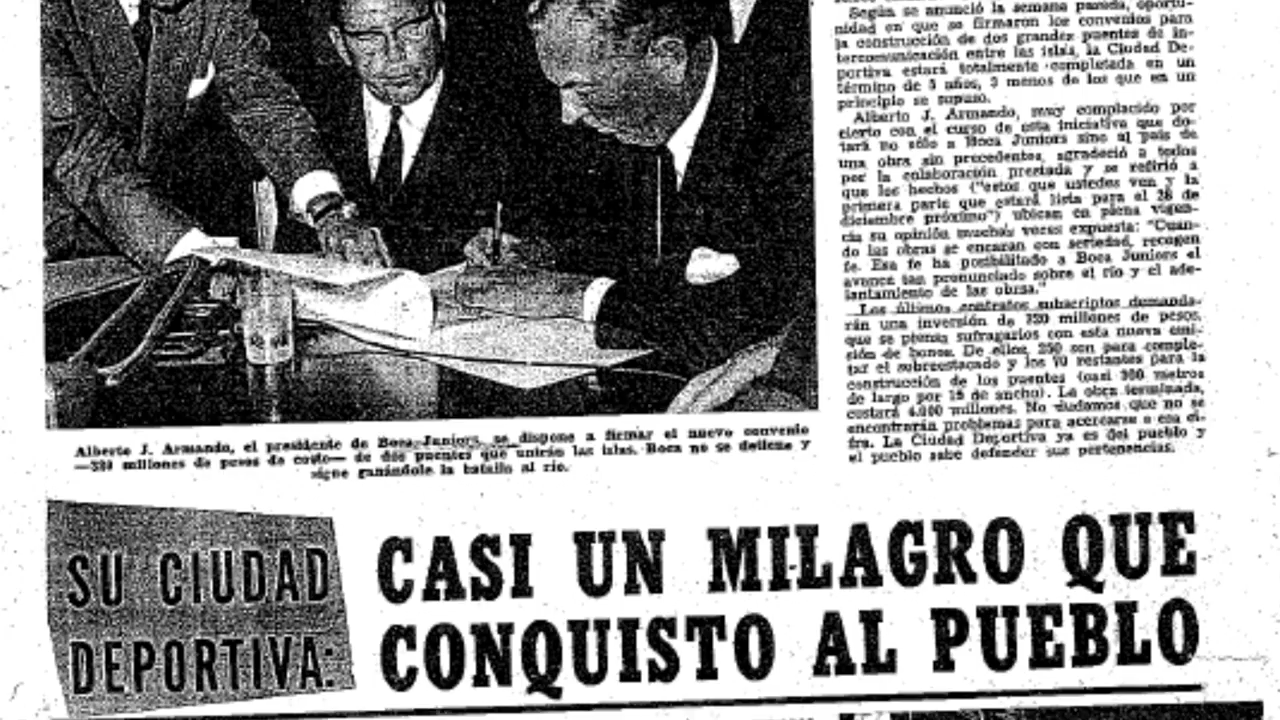 Según se anunció la semana pasada, oportu-
nidad en que se firmaron los convenios para
la construcción de dos grandes puentes de in-
tercomunicación entre las islas, la Ciudad De-
portiva estará totalmente completada en un
término de 5 años, 3 menos de los que en un
principio se supuso.
Alberto J. Armando, muy complacido por
cierto con el curso de esta iniciativa que do-
tará no sólo a Boca Juniors sino al país de
una obra sin precedentes, agradeció a todos
por la colaboración prestada y se refirió a
que los hechos ("estos que ustedes ven y la
primera parte que estará lista para el 28 de
diciembre próximo") ubican en plena vigen-
cia su opinión muchas veces expuesta: "Cuan-
do las obras se encaran con seriedad, recogen
fe. Esa fe ha posibilitado a Boca Juniors el
avance tan pronunciado sobre el río y el ade-
lantamiento de las obras."
Los últimos contratos subscriptos demanda-
rán una inversión de 320 millones de pesos,
que se piensa sufragarlos con esta nueva emi-
sión de bonos. De ellos, 250 son para comple-
tar el subreestacado y los 70 restantes para la
construcción de los puentes (casi 300 metros
de largo por 15 de ancho). La obra terminada,
costará 4.000 millones. No dudamos que no se
encontrarán problemas para acercarse a esa ci-
fra. La Ciudad Deportiva ya es del pueblo y
el pueblo sabe defender sus pertenencias.
Alberto J. Armando, el presidente de Boca Juniors, se dispone a firmar el nuevo convenio
—320 millones de pesos de costo— de dos puentes que unirán las islas. Boca no se detiene y
sigue ganándole la batalla al río.
SU CIUDAD
DEPORTIVA:
CASI UN MILAGRO QUE
CONQUISTO AL PUEBLO